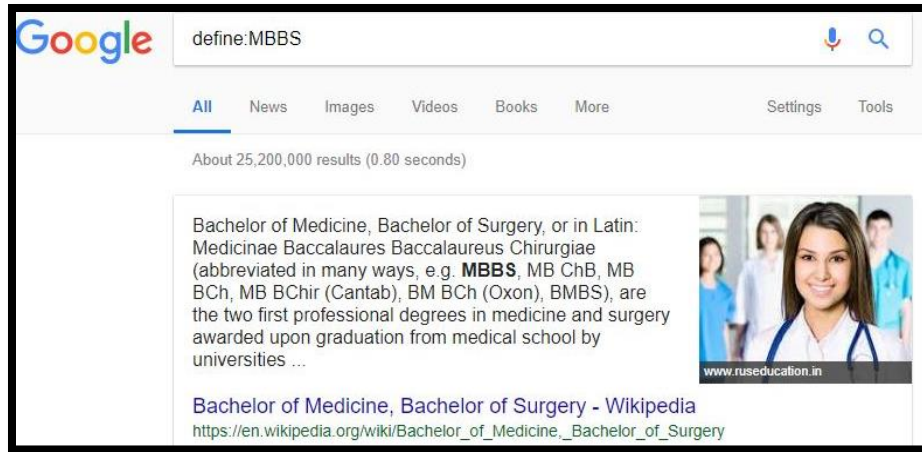 Google define:MBBS
All News Images Videos Books More Settings Tools
About 25,200,000 results (0.80 seconds)
Bachelor of Medicine, Bachelor of Surgery, or in Latin:
Medicinae Baccalaures Baccalaureus Chirurgiae
(abbreviated in many ways, e.g. MBBS, MB ChB, MB
BCh, MB BChir (Cantab), BM BCh (Oxon), BMBS), are
the two first professional degrees in medicine and surgery
awarded upon graduation from medical school by
universities ...
www.ruseducation.in
Bachelor of Medicine, Bachelor of Surgery - Wikipedia
https://en.wikipedia.org/wiki/Bachelor_of_Medicine,_Bachelor_of_Surgery